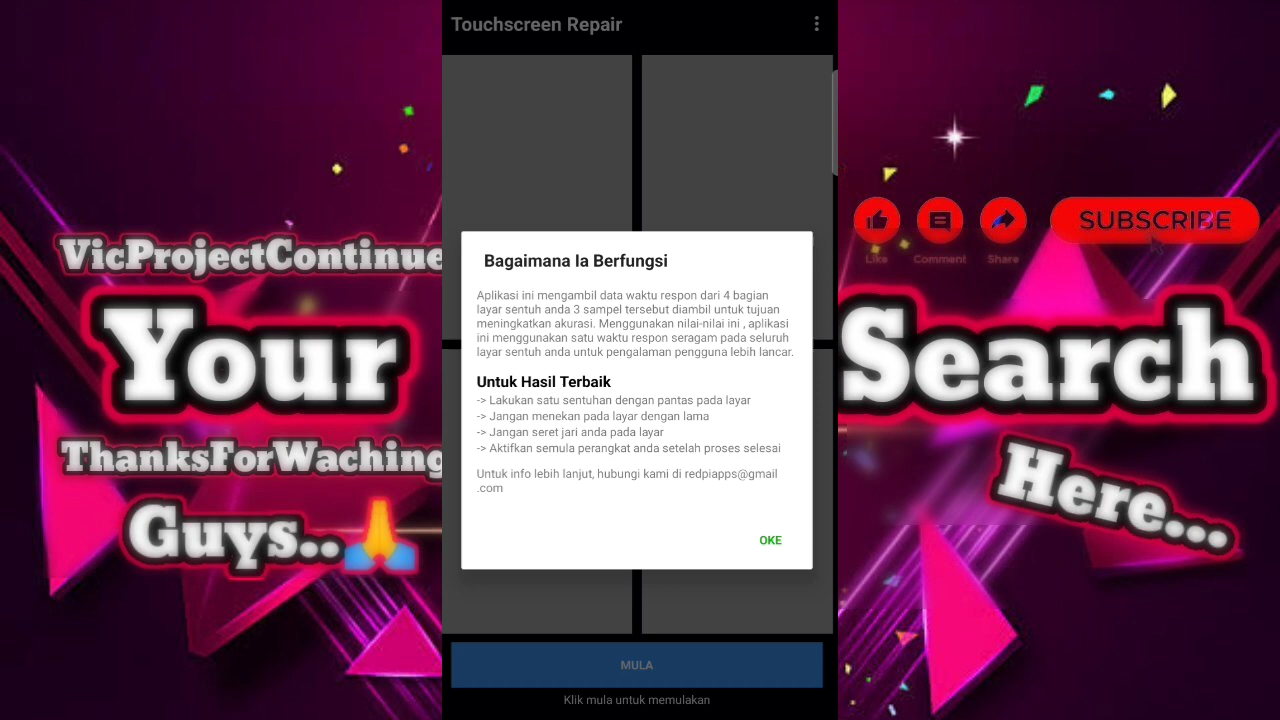 VicProjectContinue
Your
ThanksForWaching
Guys..
Touchscreen Repair
Bagaimana Ia Berfungsi
Aplikasi ini mengambil data waktu respon dari 4 bagian
layar sentuh anda 3 sampel tersebut diambil untuk tujuan
meningkatkan akurasi. Menggunakan nilai-nilai ini , aplikasi
ini menggunakan satu waktu respon seragam pada seluruh
layar sentuh anda untuk pengalaman pengguna lebih lancar.
Untuk Hasil Terbaik
-> Lakukan satu sentuhan dengan pantas pada layar
-> Jangan menekan pada layar dengan lama
-> Jangan seret jari anda pada layar
-> Aktifkan semula perangkat anda setelah proses selesai
Untuk info lebih lanjut, hubungi kami di redpiapps@gmail
.com
OKE
MULA
Klik mula untuk memulakan
SUBSCRIBE
Like Comment Share
Search
Here...